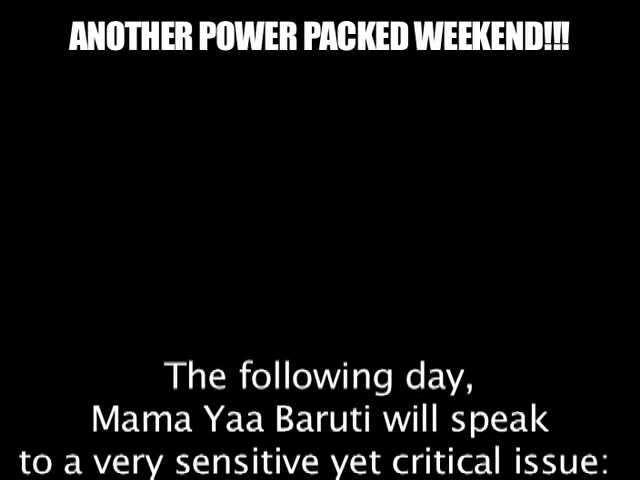 ANOTHER POWER PACKED WEEKEND!!!
The following day,
Mama Yaa Baruti will speak
to a very sensitive yet critical issue: